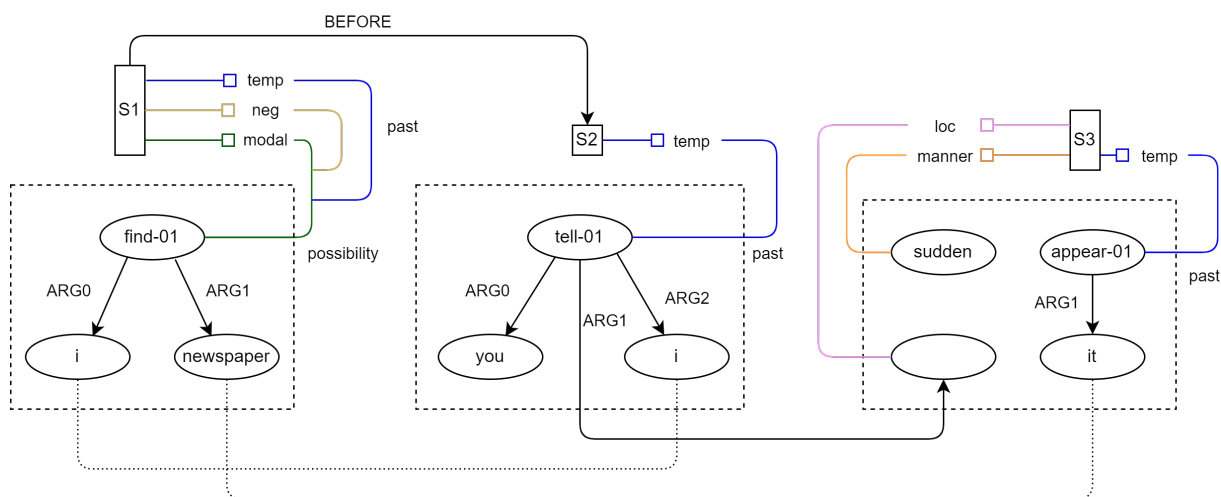 BEFORE
S1
temp
neg
modal
past
possibility
find-01
ARG0
ARG1
i
newspaper
S2
temp
past
tell-01
ARG0
ARG1
ARG2
you
i
loc
manner
S3
temp
past
sudden
appear-01
ARG1
it